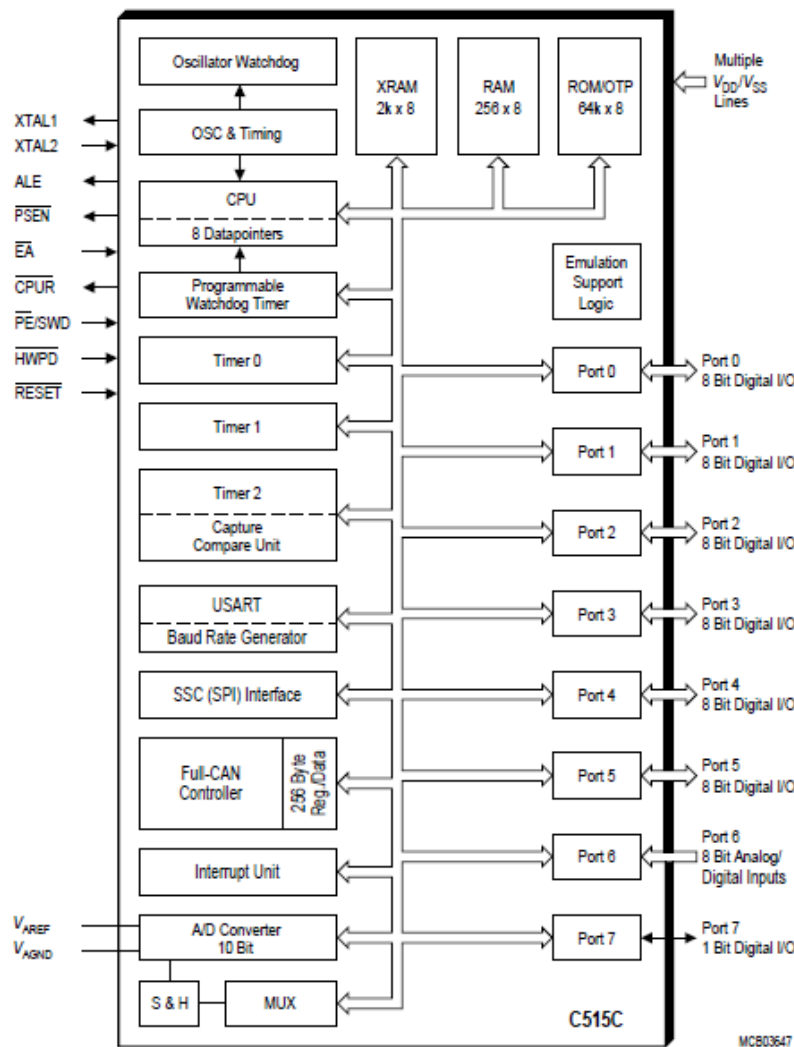 Oscillator Watchdog
OSC & Timing
CPU
8 Datapointers
Programmable
Watchdog Timer
Timer 0
Timer 1
Timer 2
Capture
Compare Unit
USART
Baud Rate Generator
SSC (SPI) Interface
Full-CAN
Controller
256 Byte
Reg./Data
Interrupt Unit
A/D Converter
10 Bit
S & H
MUX
XRAM
2k x 8
RAM
256 x 8
ROM/OTP
64k x 8
Emulation
Support
Logic
Port 0
Port 1
Port 2
Port 3
Port 4
Port 5
Port 6
Port 7
C515C
XTAL1
XTAL2
ALE
PSEN
EA
CPUR
PE/SWD
HWPD
RESET
VAREF
VAGND
Multiple
VDD/VSS
Lines
Port 0
8 Bit Digital I/O
Port 1
8 Bit Digital I/O
Port 2
8 Bit Digital I/O
Port 3
8 Bit Digital I/O
Port 4
8 Bit Digital I/O
Port 5
8 Bit Digital I/O
Port 6
8 Bit Analog/
Digital Inputs
Port 7
1 Bit Digital I/O
MCB03647